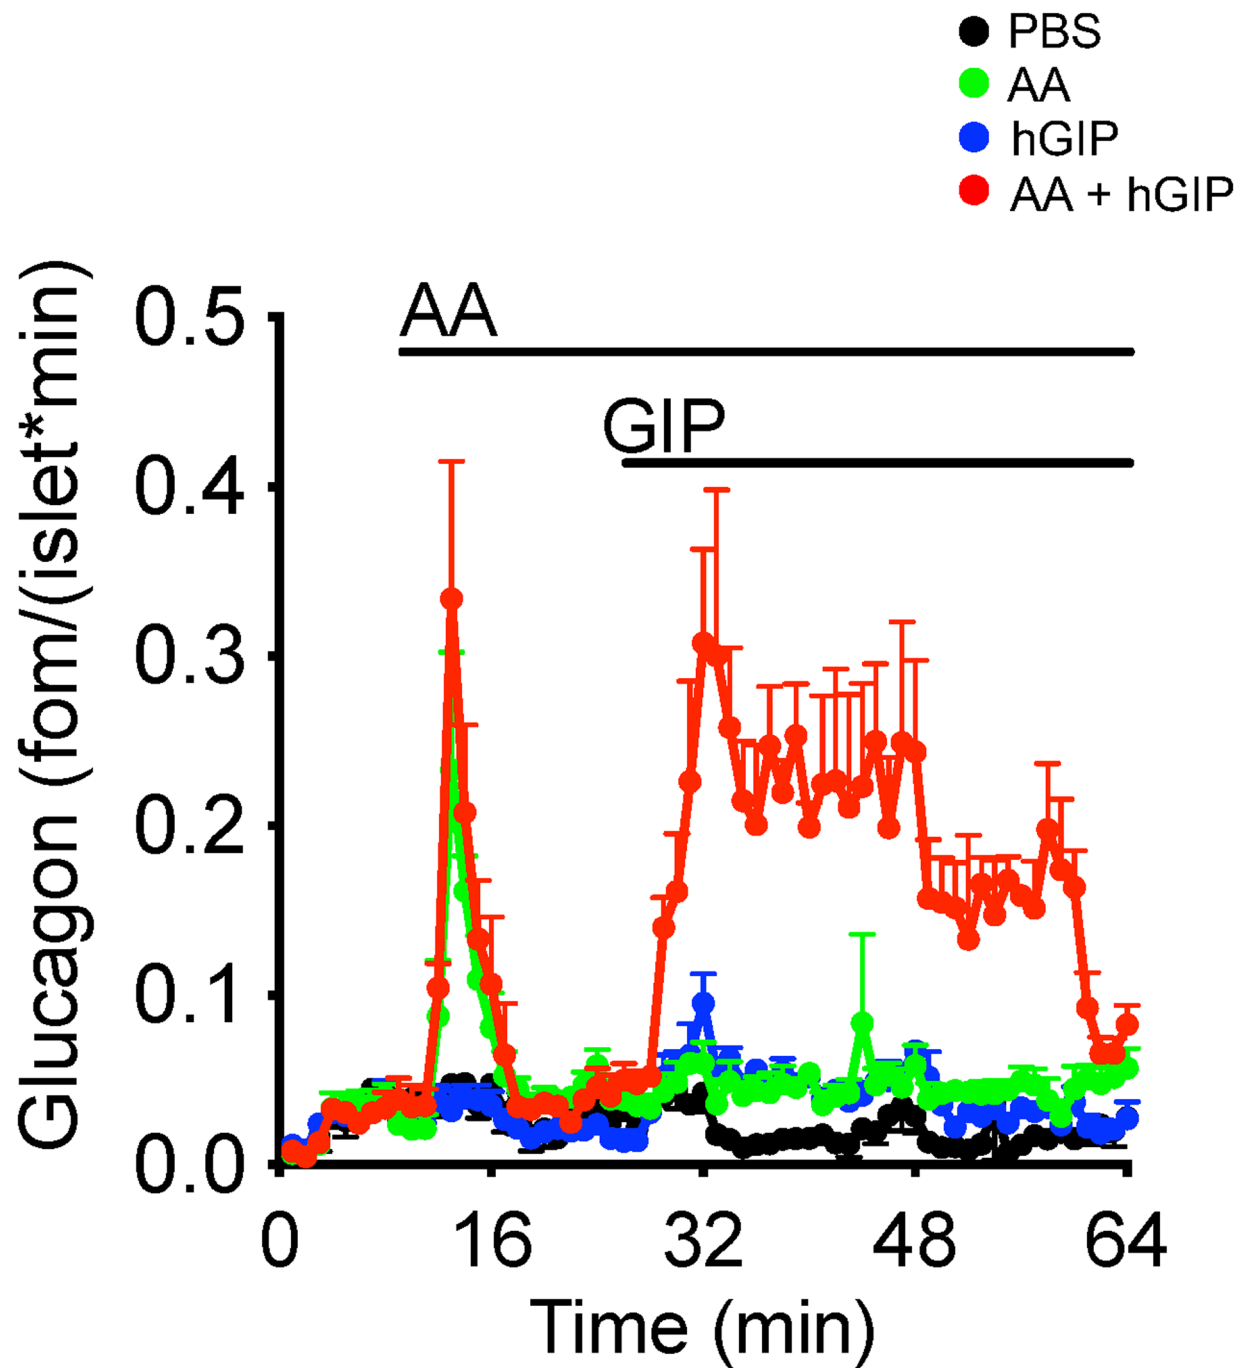 PBS
AA
hGIP
AA + hGIP
AA
GIP
Glucagon (fom/(islet*min)
0.5
0.4
0.3
0.2
0.1
0.0
0 16 32 48 64
Time (min)